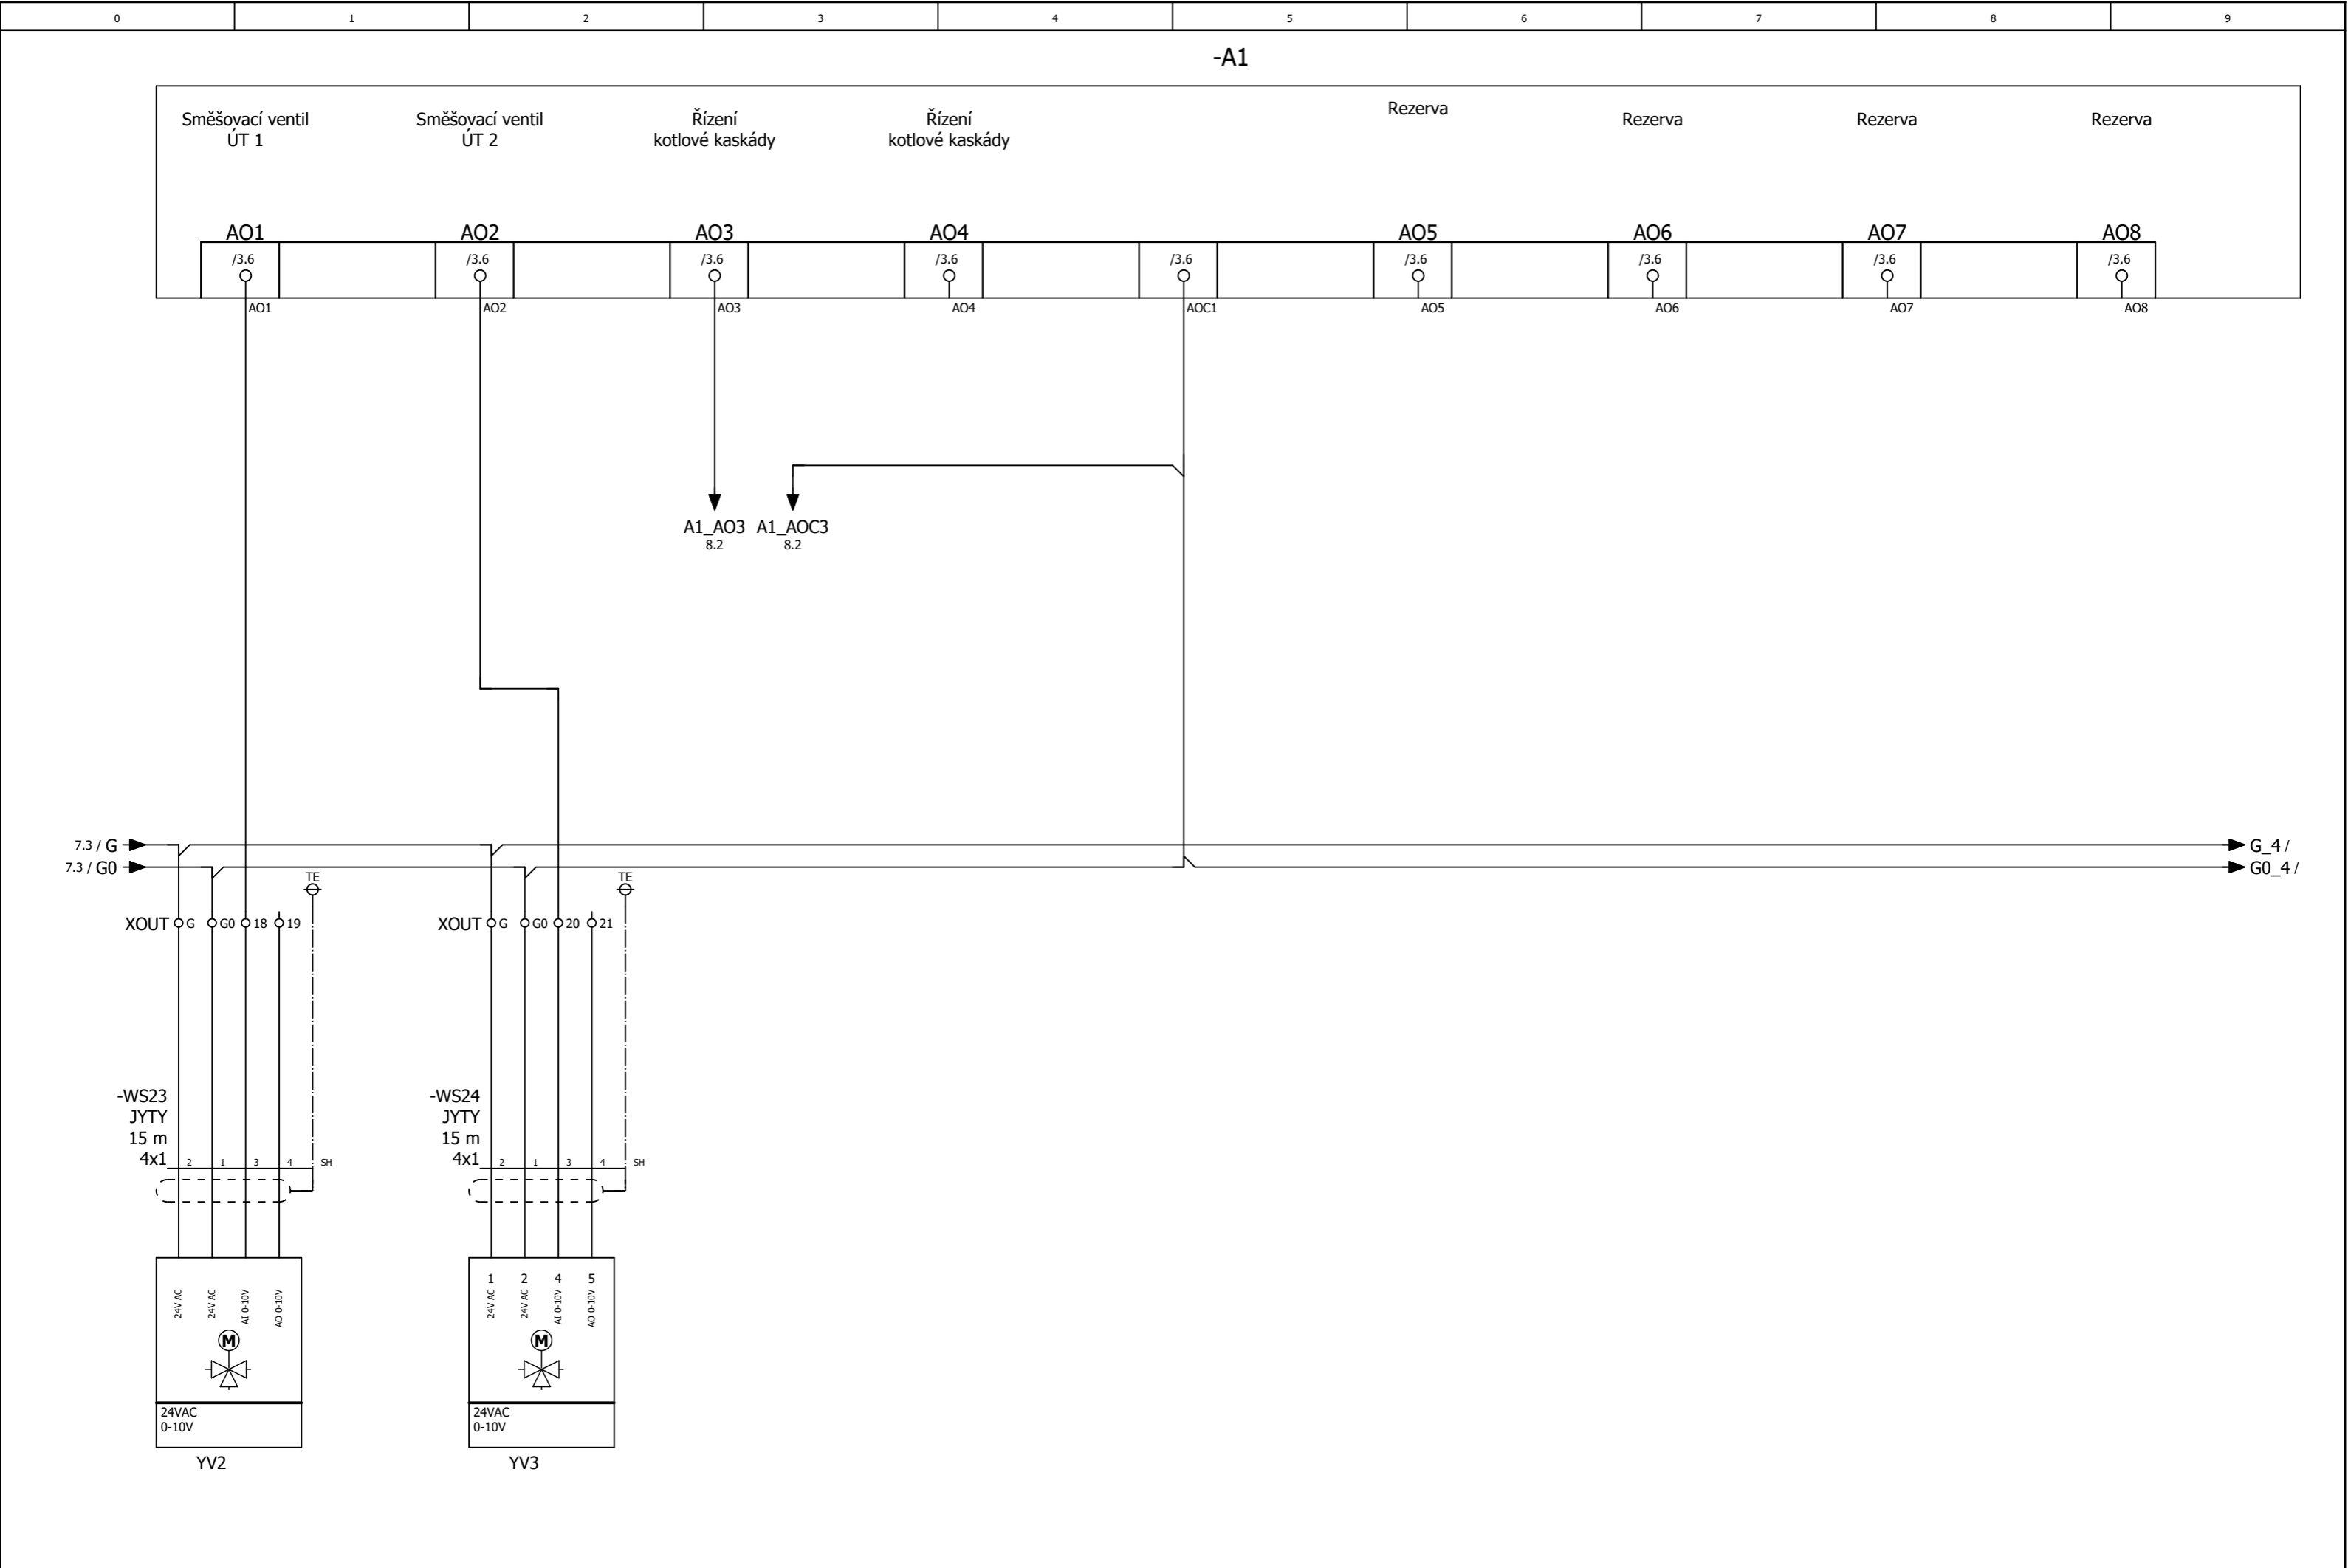 0 1 2 3 4 5 6 7 8 9
-A1
Směšovací ventil
ÚT 1
Směšovací ventil
ÚT 2
Řízení
kotlové kaskády
Řízení
kotlové kaskády
Rezerva
Rezerva
Rezerva
Rezerva
AO1 AO2 AO3 AO4 AO5 AO6 AO7 AO8
/3.6 /3.6 /3.6 /3.6 /3.6 /3.6 /3.6 /3.6 /3.6
AO1 AO2 AO3 AO4 AOC1 AO5 AO6 AO7 AO8
A1_AO3 A1_AOC3
8.2 8.2
7.3 / G G_4 /
7.3 / G0 G0_4 /
TE TE
XOUT G G0 18 19 XOUT G G0 20 21
-WS23
JYTY
15 m
4x1 2 1 3 4 SH
-WS24
JYTY
15 m
4x1 2 1 3 4 SH
24V AC
24V AC
AI 0-10V
AO 0-10V
M
24VAC
0-10V
YV2
1 2 4 5
24V AC
24V AC
AI 0-10V
AO 0-10V
M
24VAC
0-10V
YV3